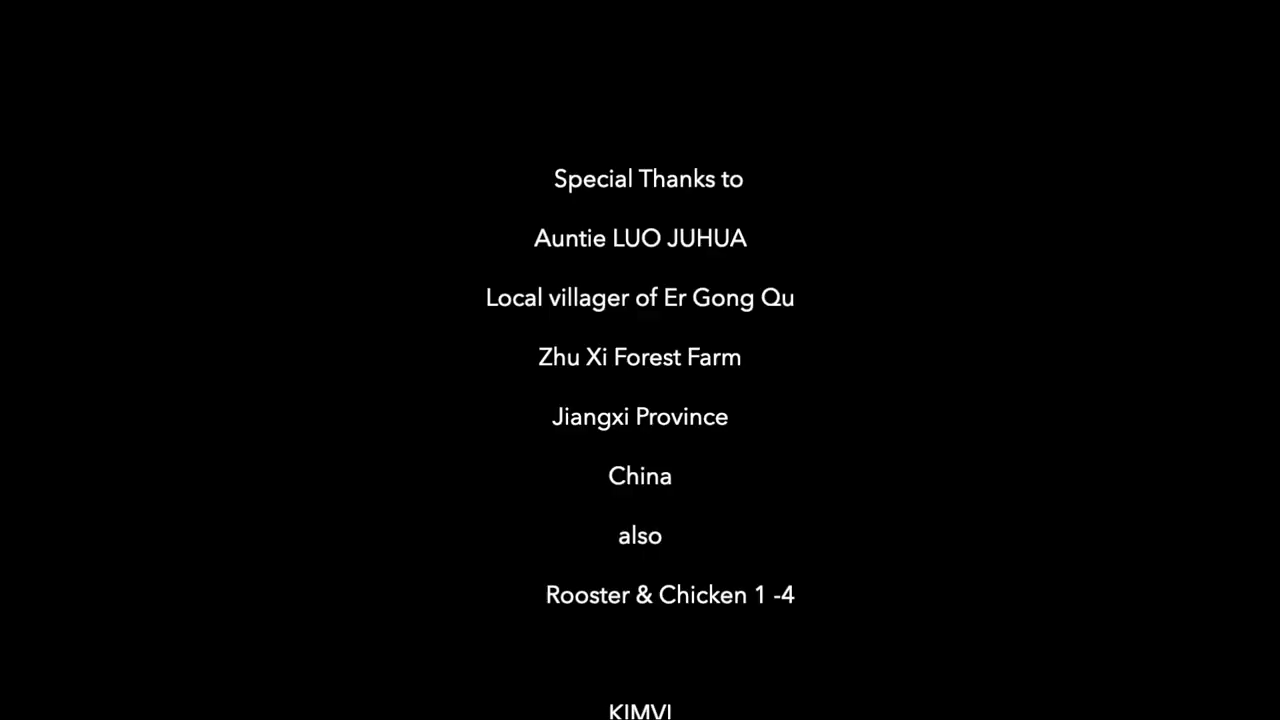 Special Thanks to
Auntie LUO JUHUA
Local villager of Er Gong Qu
Zhu Xi Forest Farm
Jiangxi Province
China
also
Rooster & Chicken 1 -4
KIMVI